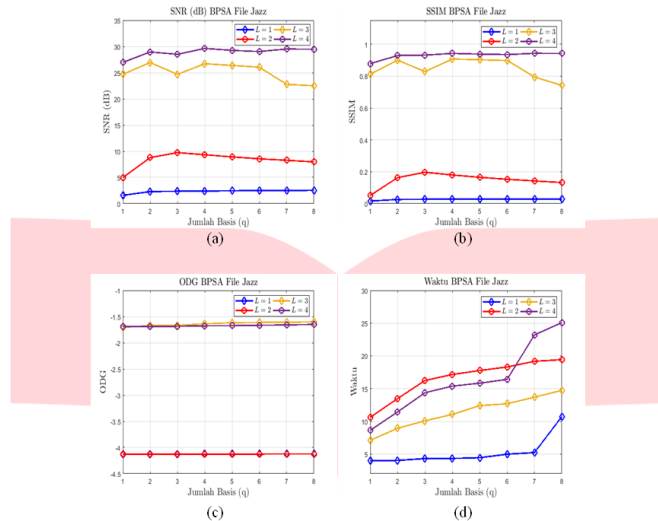 SNR (dB) BPSA File Jazz
L = 1 L = 3
L = 2 L = 4
35
30
25
20
15
10
5
0
SNR (dB)
1 2 3 4 5 6 7 8
Jumlah Basis (q)
(a)
SSIM BPSA File Jazz
L = 1 L = 3
L = 2 L = 4
1
0.8
0.6
0.4
0.2
0
SSIM
1 2 3 4 5 6 7 8
Jumlah Basis (q)
(b)
ODG BPSA File Jazz
L = 1 L = 3
L = 2 L = 4
-1
-1.5
-2
-2.5
-3
-3.5
-4
-4.5
ODG
1 2 3 4 5 6 7 8
Jumlah Basis (q)
(c)
Waktu BPSA File Jazz
L = 1 L = 3
L = 2 L = 4
30
25
20
15
10
5
Waktu
1 2 3 4 5 6 7 8
Jumlah Basis (q)
(d)